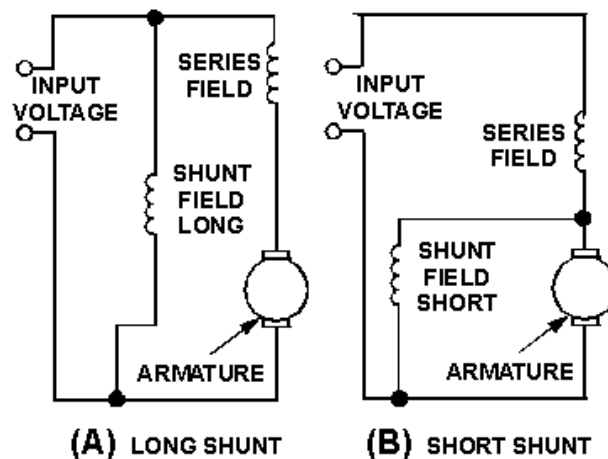 INPUT
VOLTAGE
SERIES
FIELD
SHUNT
FIELD
LONG
ARMATURE
(A) LONG SHUNT
INPUT
VOLTAGE
SERIES
FIELD
SHUNT
FIELD
SHORT
ARMATURE
(B) SHORT SHUNT